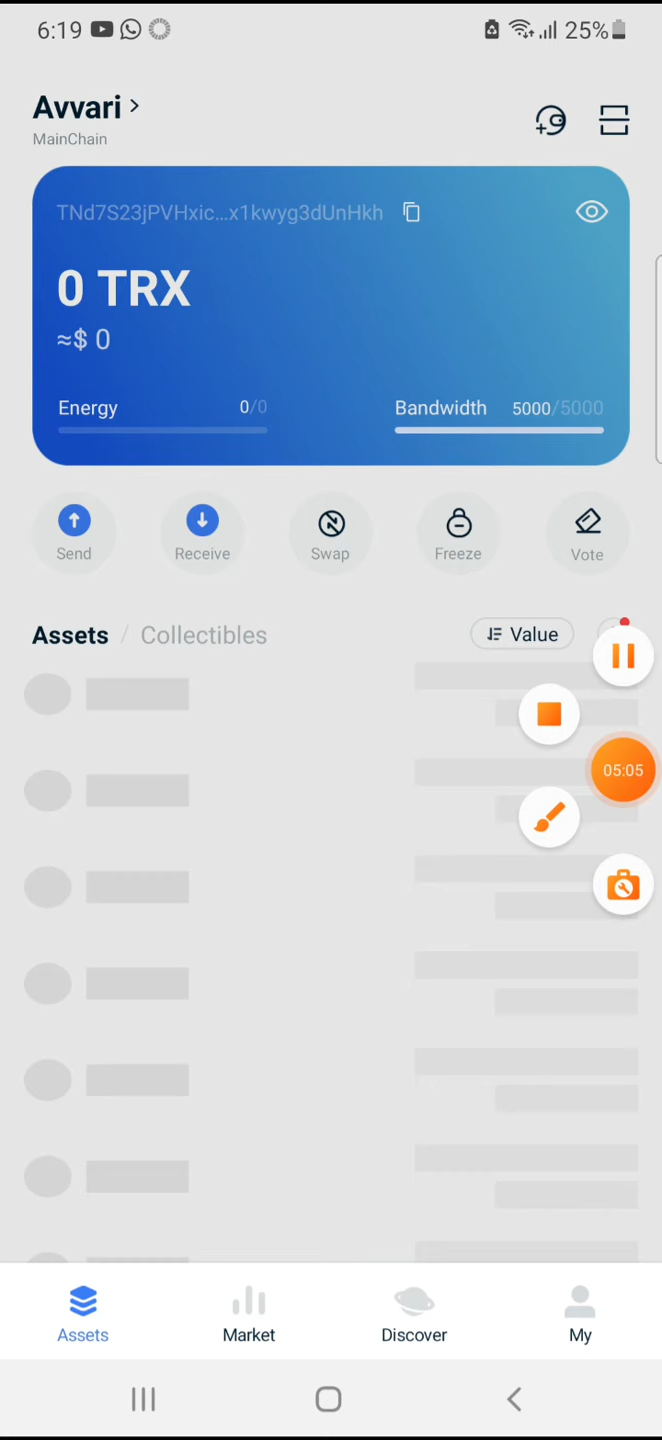 6:19 25%
Avvari >
MainChain
TNd7S23jPVHxic...x1kwyg3dUnHkh
0 TRX
≈$ 0
Energy 0/0 Bandwidth 5000/5000
Send Receive Swap Freeze Vote
Assets / Collectibles Value
05:05
Assets Market Discover My